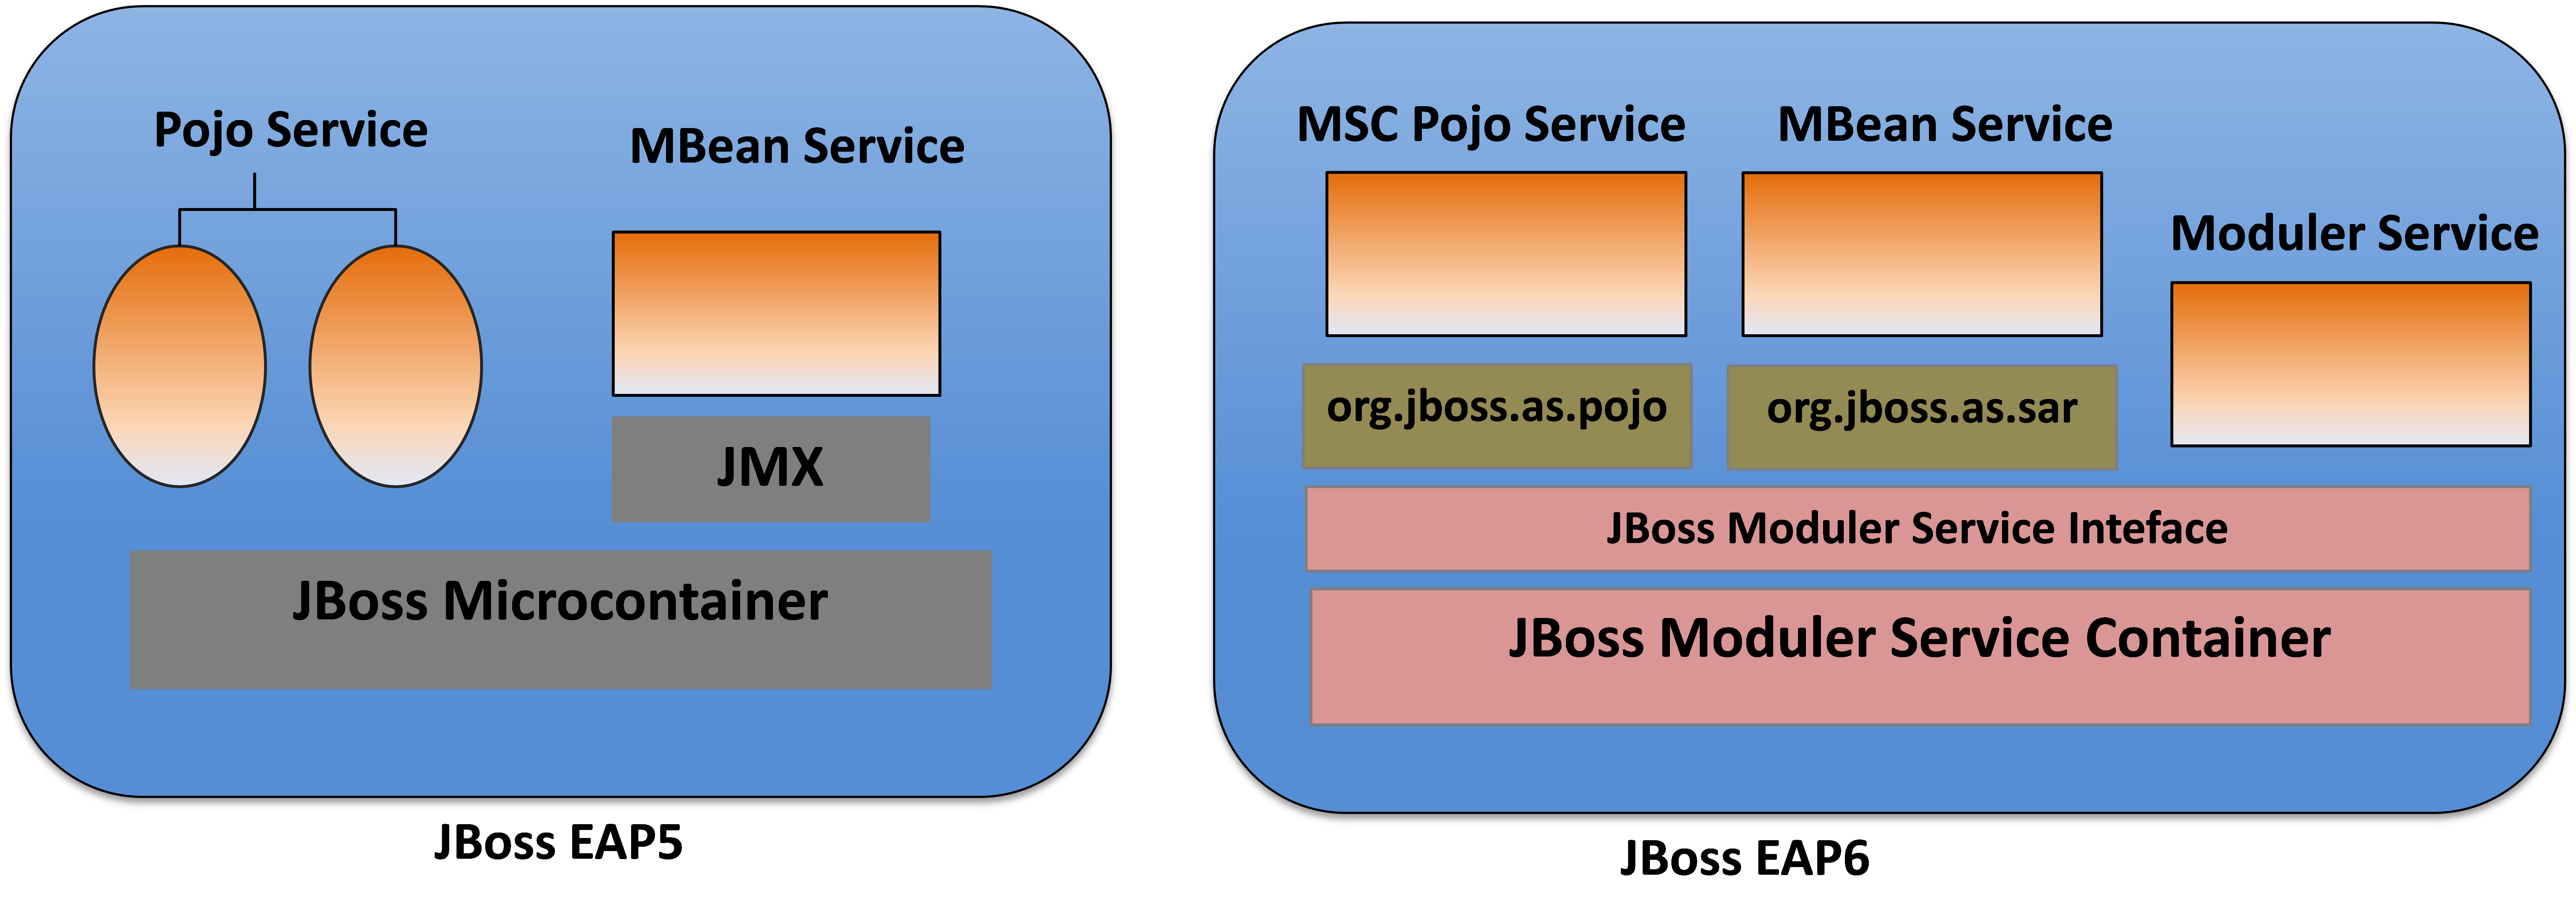 Pojo Service
MBean Service
JMX
JBoss Microcontainer
JBoss EAP5
MSC Pojo Service
MBean Service
Moduler Service
org.jboss.as.pojo
org.jboss.as.sar
JBoss Moduler Service Inteface
JBoss Moduler Service Container
JBoss EAP6